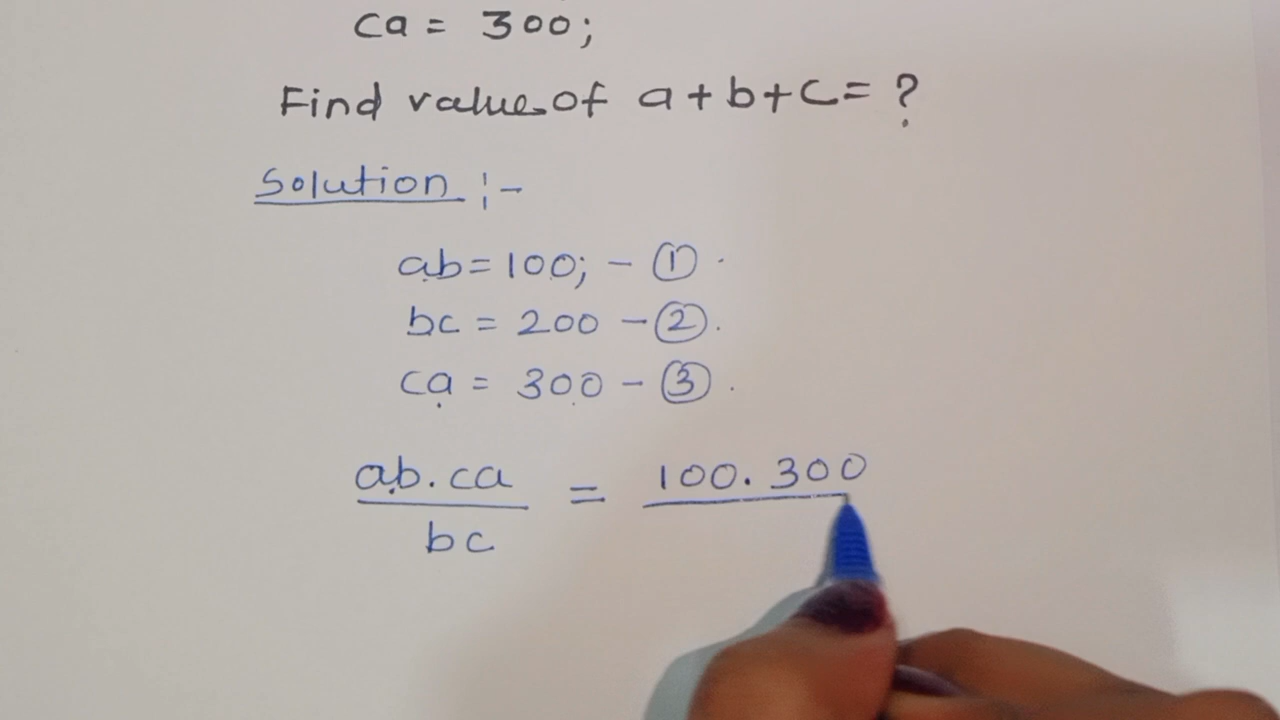 ca = 300;
Find value of a+b+c= ?
Solution :-
ab=100; - ①.
bc = 200 - ②.
ca = 300 - ③.
ab.ca = 100.300
bc